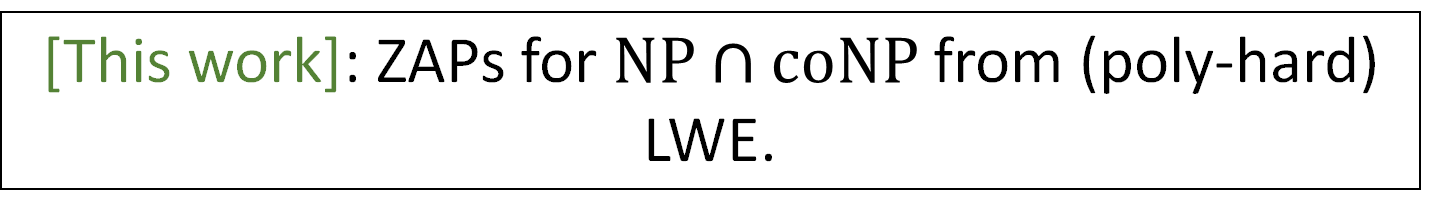 [This work]: ZAPs for NP ∩ coNP from (poly-hard)
LWE.